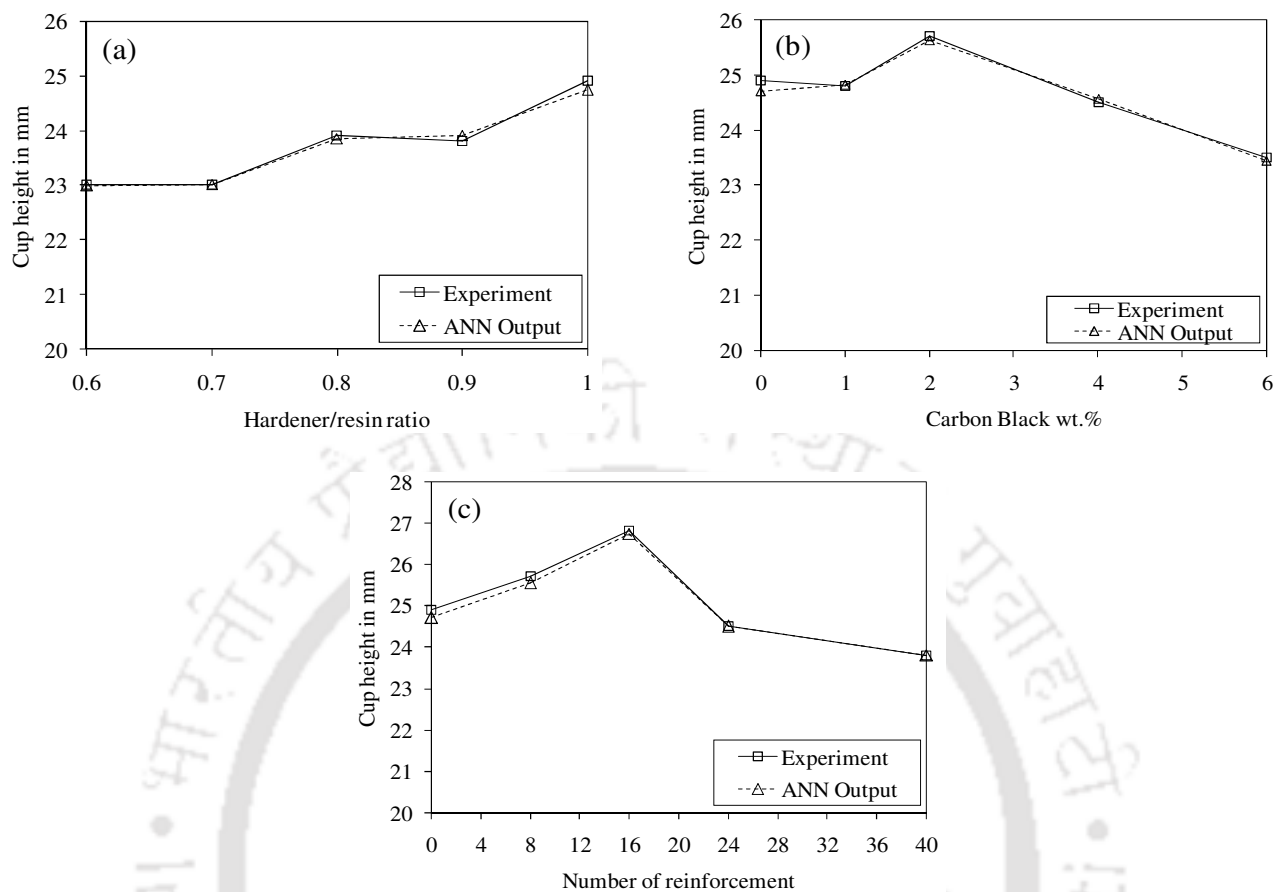 (a)
Cup height in mm
26
25
24
23
22
21
20
0.6 0.7 0.8 0.9 1
Hardener/resin ratio
Experiment
ANN Output
(b)
Cup height in mm
26
25
24
23
22
21
20
0 1 2 3 4 5 6
Carbon Black wt.%
Experiment
ANN Output
(c)
Cup height in mm
28
27
26
25
24
23
22
21
20
0 4 8 12 16 20 24 28 32 36 40
Number of reinforcement
Experiment
ANN Output